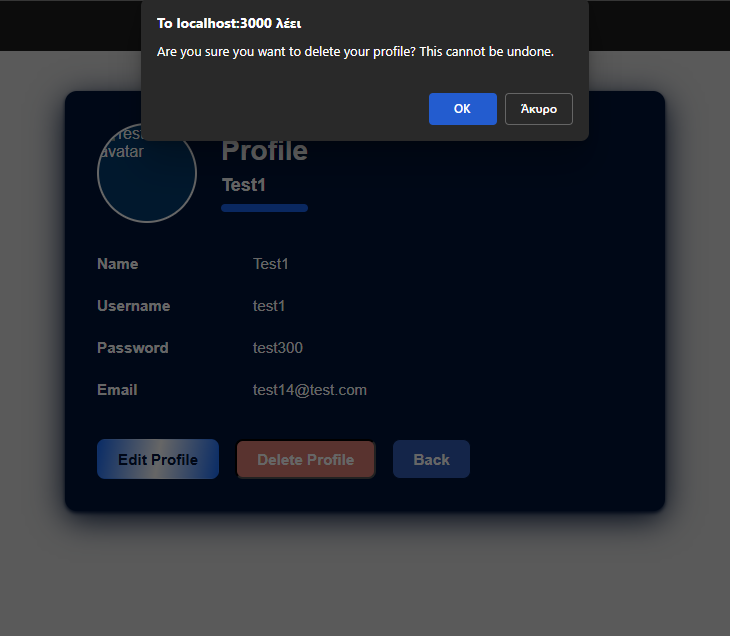 Το localhost:3000 λέει
Are you sure you want to delete your profile? This cannot be undone.
OK
Άκυρο
avatar
Profile
Test1
Name Test1
Username test1
Password test300
Email test14@test.com
Edit Profile
Delete Profile
Back